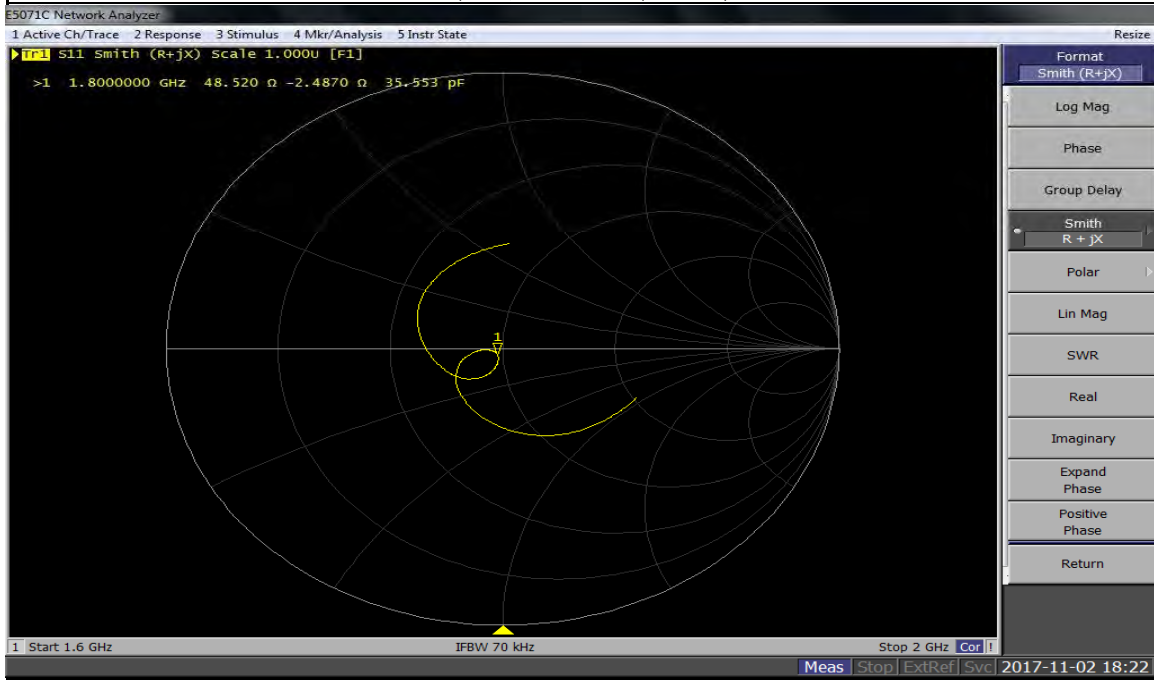 E5071C Network Analyzer
1 Active Ch/Trace 2 Response 3 Stimulus 4 Mkr/Analysis 5 Instr State Resize
Tr1 S11 Smith (R+jX) Scale 1.000U [F1]
>1 1.8000000 GHz 48.520 Ω -2.4870 Ω 35.553 pF
1
Format
Smith (R+jX)
Log Mag
Phase
Group Delay
Smith
R + jX
Polar
Lin Mag
SWR
Real
Imaginary
Expand
Phase
Positive
Phase
Return
1 Start 1.6 GHz IFBW 70 kHz Stop 2 GHz Cor !
Meas Stop ExtRef Svc 2017-11-02 18:22